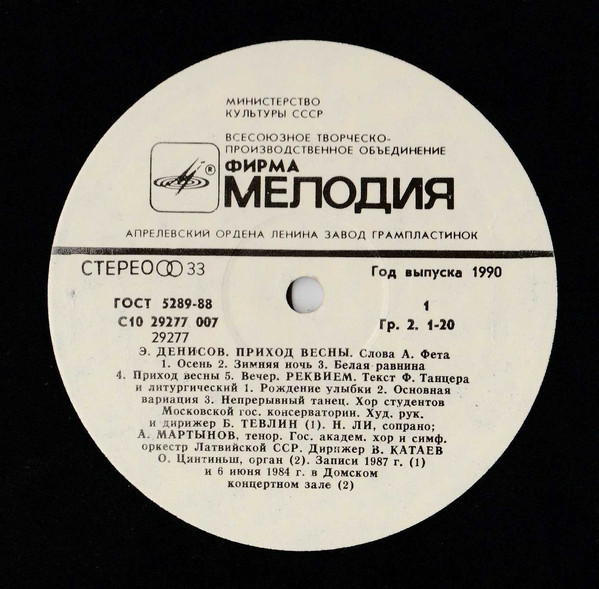 МИНИСТЕРСТВО
КУЛЬТУРЫ СССР
ВСЕСОЮЗНОЕ ТВОРЧЕСКО-
ПРОИЗВОДСТВЕННОЕ ОБЪЕДИНЕНИЕ
ФИРМА
®
МЕЛОДИЯ
АПРЕЛЕВСКИЙ ОРДЕНА ЛЕНИНА ЗАВОД ГРАМПЛАСТИНОК
СТЕРЕО 33
Год выпуска 1990
ГОСТ 5289-88
1
С10 29277 007
Гр. 2. 1-20
29277
Э. ДЕНИСОВ. ПРИХОД ВЕСНЫ. Слова А. Фета
1. Осень 2. Зимняя ночь 3. Белая равнина
4. Приход весны 5. Вечер. РЕКВИЕМ. Текст Ф. Танцера
и литургический 1. Рождение улыбки 2. Основная
вариация 3. Непрерывный танец. Хор студентов
Московской гос. консерватории. Худ. рук.
и дирижер Б. ТЕВЛИН (1). Н. ЛИ, сопрано;
А. МАРТЫНОВ, тенор. Гос. академ. хор и симф.
оркестр Латвийской ССР. Дирижер В. КАТАЕВ
О. Цинтиньш, орган (2). Записи 1987 г. (1)
и 6 июня 1984 г. в Домском
концертном зале (2)